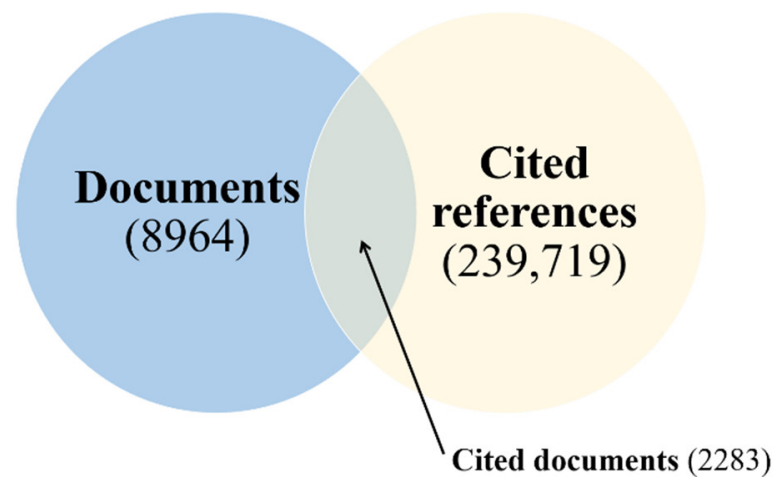 Documents
(8964)
Cited
references
(239,719)
Cited documents (2283)